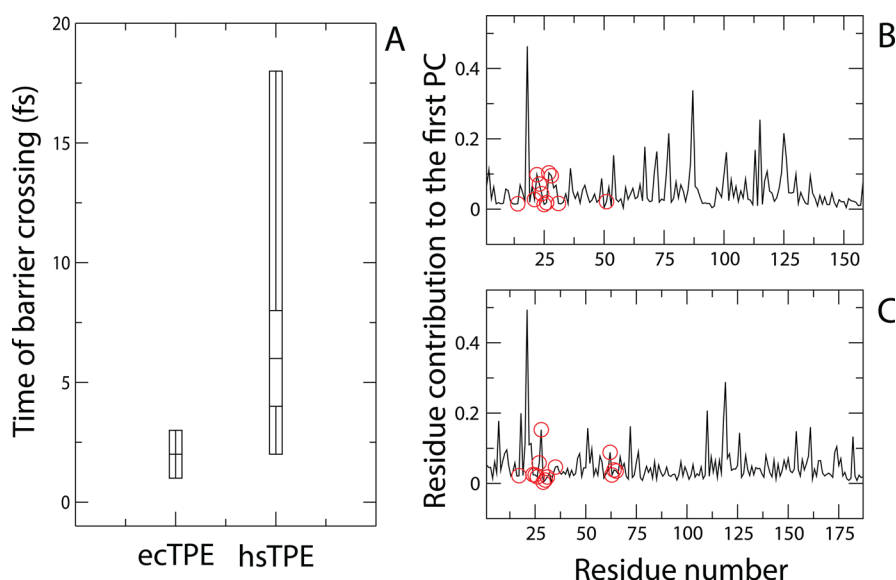 A
Time of barrier crossing (fs)
20
15
10
5
0
ecTPE hsTPE
Residue contribution to the first PC
B
0.4
0.2
0
25 50 75 100 125 150
C
0.4
0.2
0
25 50 75 100 125 150 175
Residue number